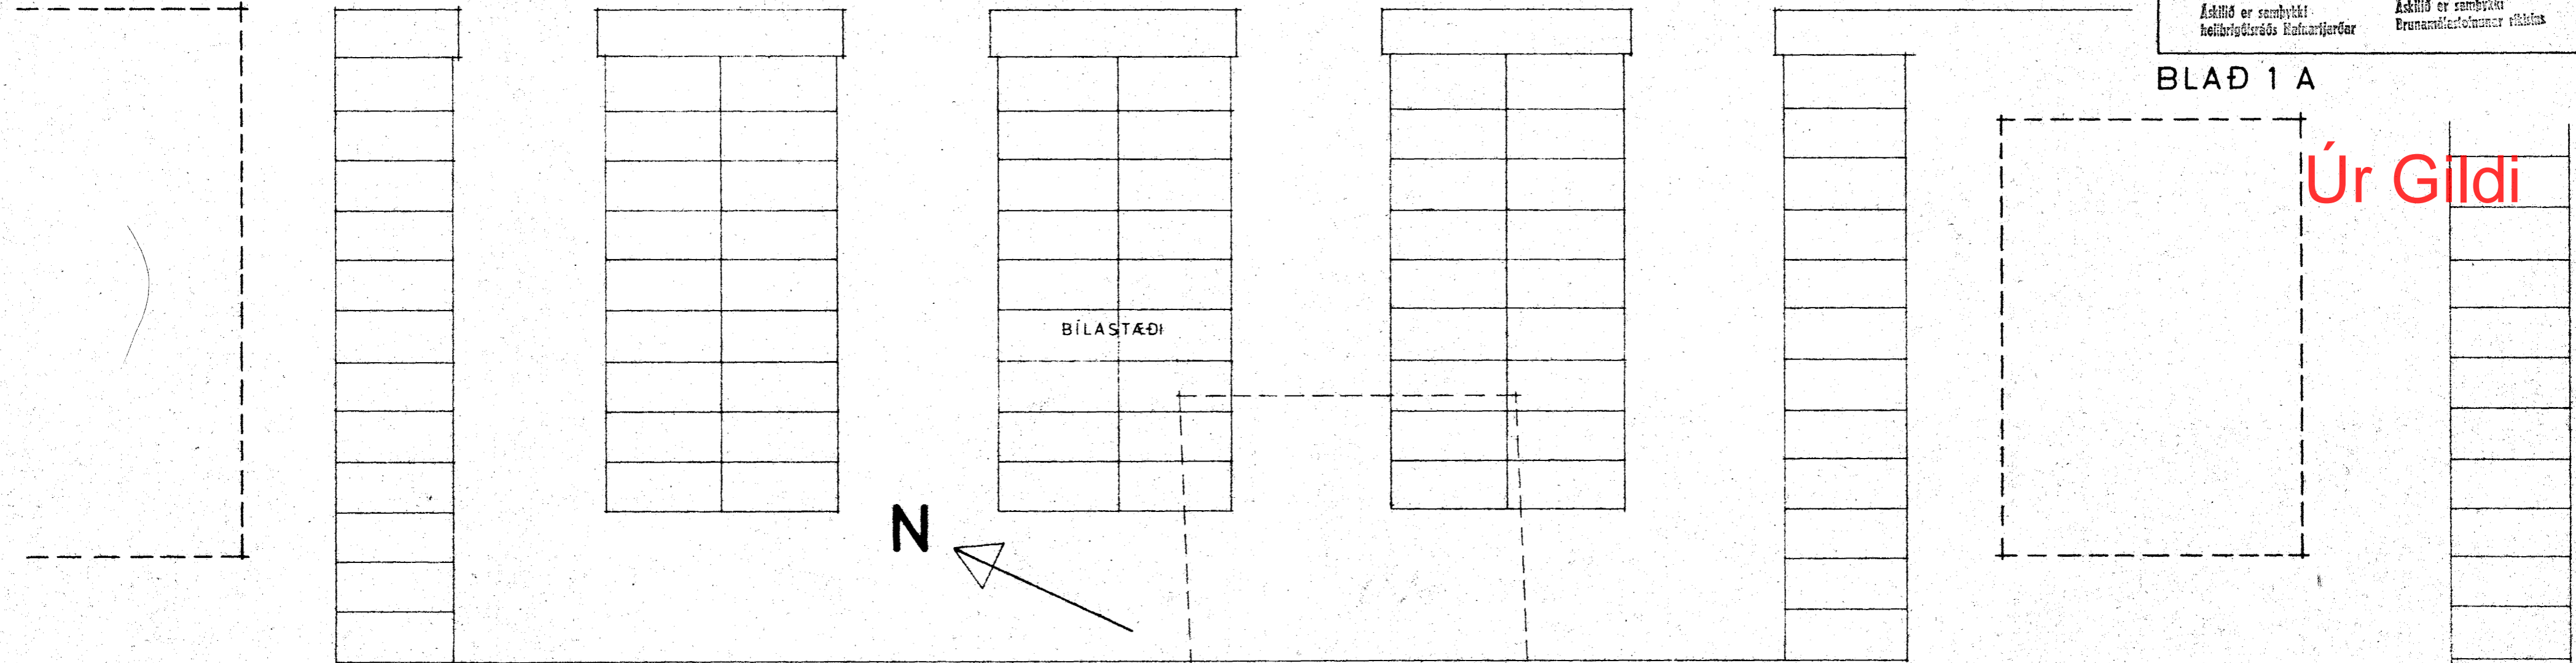 Áskilið er samþykki
heilbrigðisráðs Hafnarfjarðar
Áskilið er samþykki
Brunamálastofnunar ríkisins
BLAÐ 1 A
Úr Gildi
BÍLASTÆÐI
N